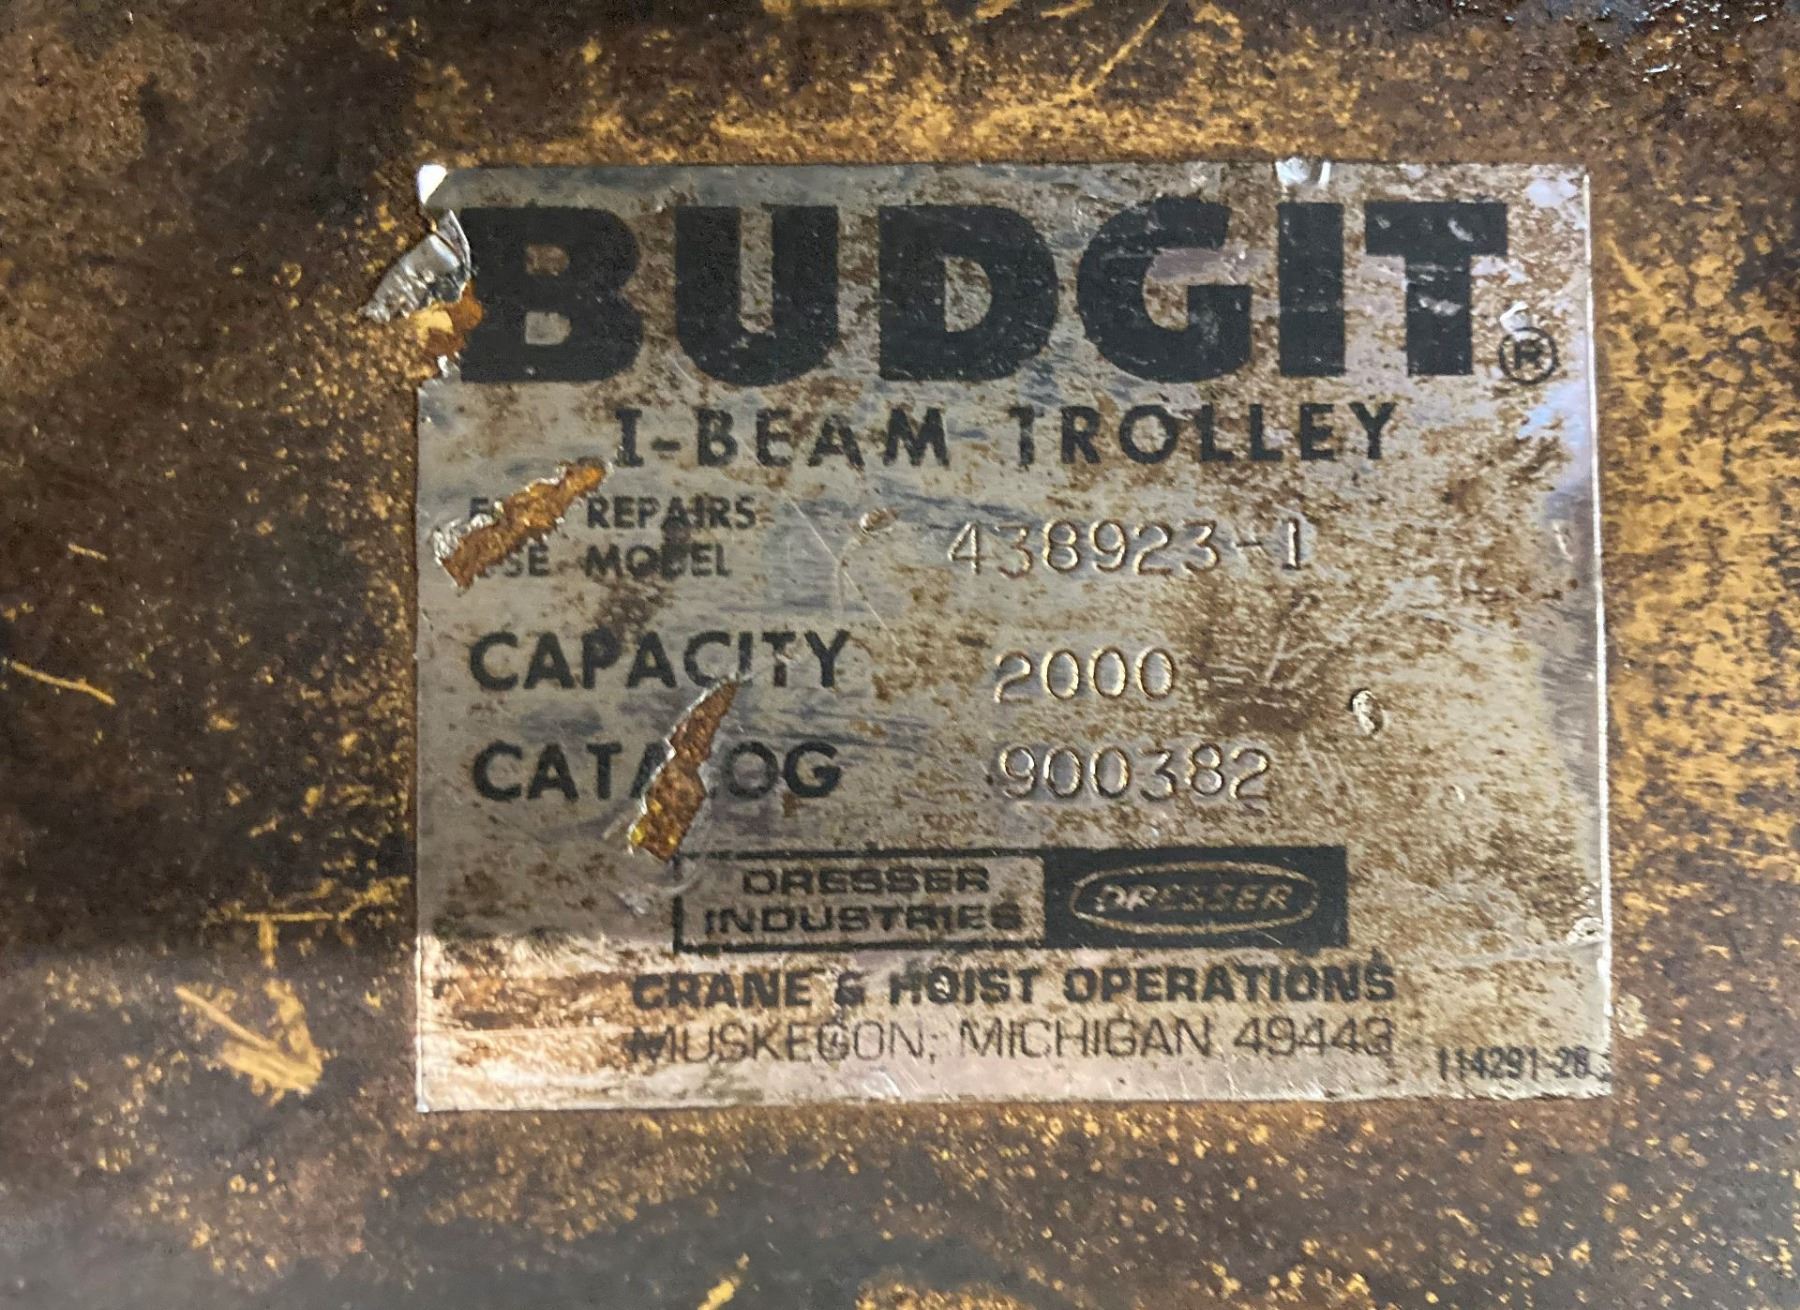 BUDGIT®
I-BEAM TROLLEY
REPAIRS
MODEL 438923-1
CAPACITY 2000
CATALOG 900382
DRESSER
INDUSTRIES DRESSER
CRANE & HOIST OPERATIONS
MUSKEGON, MICHIGAN 49443
114291-28